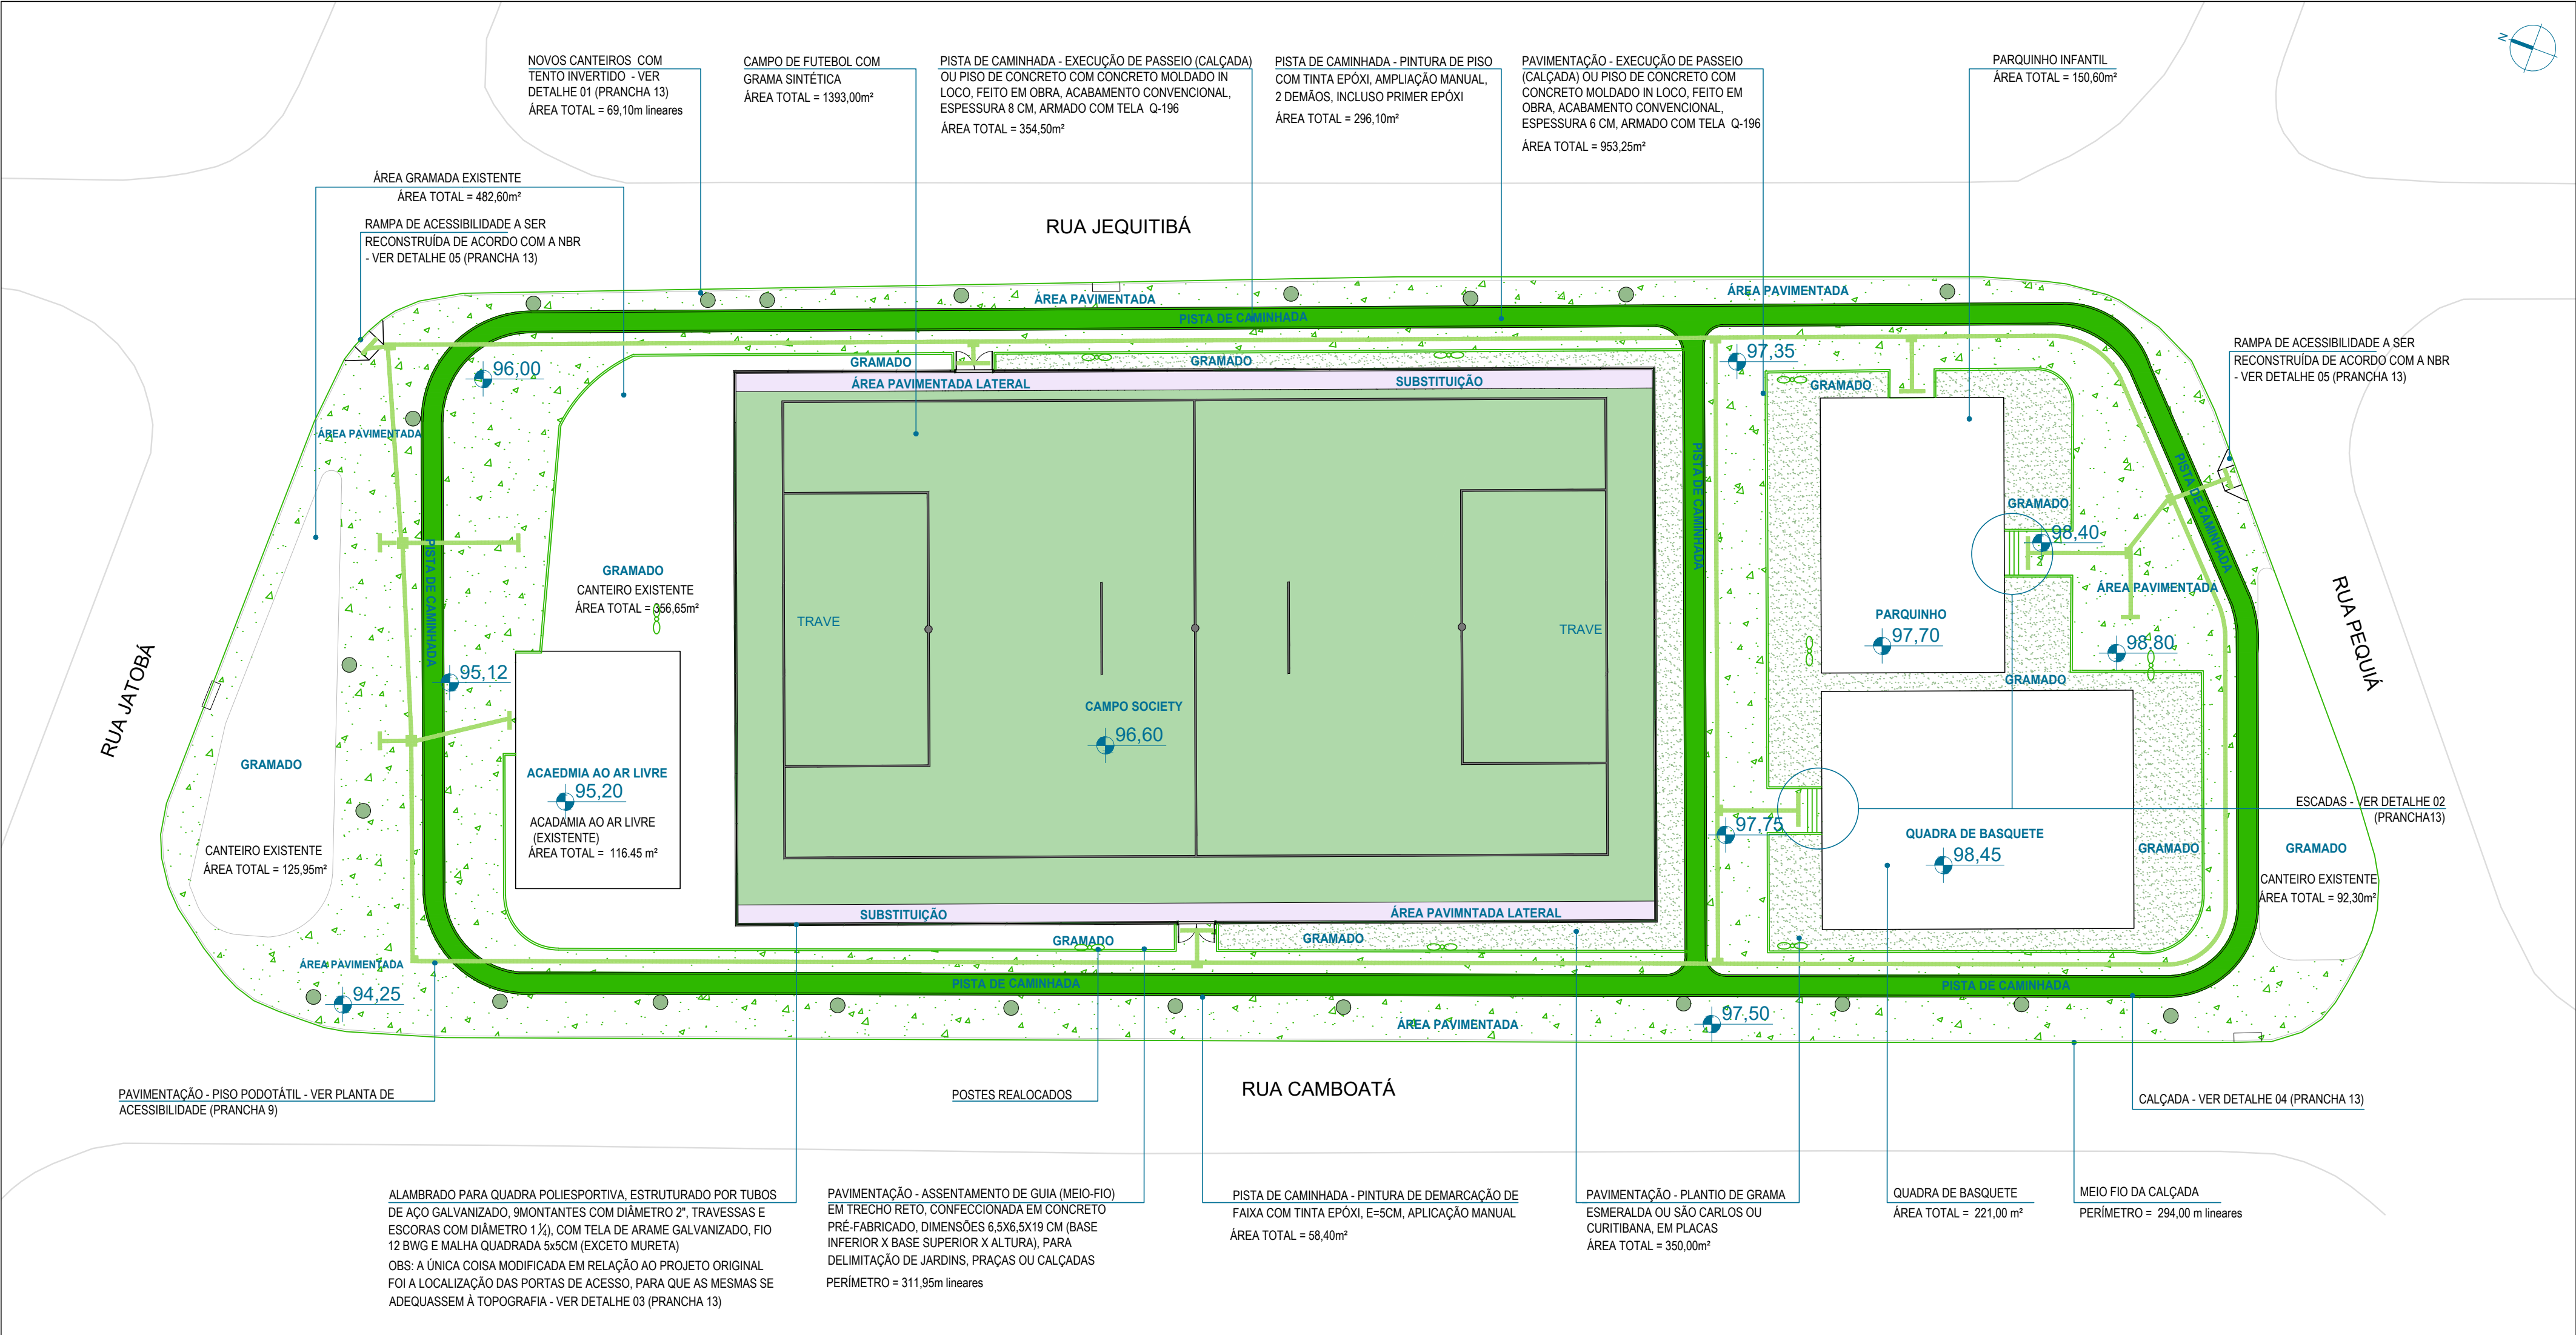 NOVOS CANTEIROS COM
TENTO INVERTIDO - VER
DETALHE 01 (PRANCHA 13)
ÁREA TOTAL = 69,10m lineares
CAMPO DE FUTEBOL COM
GRAMA SINTÉTICA
ÁREA TOTAL = 1393,00m²
PISTA DE CAMINHADA - EXECUÇÃO DE PASSEIO (CALÇADA)
OU PISO DE CONCRETO COM CONCRETO MOLDADO IN
LOCO, FEITO EM OBRA, ACABAMENTO CONVENCIONAL,
ESPESSURA 8 CM, ARMADO COM TELA Q-196
ÁREA TOTAL = 354,50m²
PISTA DE CAMINHADA - PINTURA DE PISO
COM TINTA EPÓXI, AMPLIAÇÃO MANUAL,
2 DEMÃOS, INCLUSO PRIMER EPÓXI
ÁREA TOTAL = 296,10m²
PAVIMENTAÇÃO - EXECUÇÃO DE PASSEIO
(CALÇADA) OU PISO DE CONCRETO COM
CONCRETO MOLDADO IN LOCO, FEITO EM
OBRA, ACABAMENTO CONVENCIONAL,
ESPESSURA 6 CM, ARMADO COM TELA Q-196
ÁREA TOTAL = 953,25m²
PARQUINHO INFANTIL
ÁREA TOTAL = 150,60m²
N
ÁREA GRAMADA EXISTENTE
ÁREA TOTAL = 482,60m²
RAMPA DE ACESSIBILIDADE A SER
RECONSTRUÍDA DE ACORDO COM A NBR
- VER DETALHE 05 (PRANCHA 13)
RUA JEQUITIBÁ
ÁREA PAVIMENTADA
ÁREA PAVIMENTADA
PISTA DE CAMINHADA
RAMPA DE ACESSIBILIDADE A SER
RECONSTRUÍDA DE ACORDO COM A NBR
- VER DETALHE 05 (PRANCHA 13)
96,00
GRAMADO
GRAMADO
97,35
GRAMADO
ÁREA PAVIMENTADA LATERAL
SUBSTITUIÇÃO
ÁREA PAVIMENTADA
PISTA DE CAMINHADA
PISTA DE CAMINHADA
PISTA DE CAMINHADA
GRAMADO
98,40
GRAMADO
CANTEIRO EXISTENTE
ÁREA TOTAL = 356,65m²
ÁREA PAVIMENTADA
TRAVE
TRAVE
PARQUINHO
97,70
98,80
RUA JATOBÁ
RUA PEQUIÁ
95,12
GRAMADO
CAMPO SOCIETY
96,60
GRAMADO
ACAEDMIA AO AR LIVRE
95,20
ACADAMIA AO AR LIVRE
(EXISTENTE)
ÁREA TOTAL = 116.45 m²
97,75
QUADRA DE BASQUETE
98,45
ESCADAS - VER DETALHE 02
(PRANCHA13)
CANTEIRO EXISTENTE
ÁREA TOTAL = 125,95m²
GRAMADO
GRAMADO
CANTEIRO EXISTENTE
ÁREA TOTAL = 92,30m²
SUBSTITUIÇÃO
ÁREA PAVIMNTADA LATERAL
GRAMADO
GRAMADO
ÁREA PAVIMENTADA
PISTA DE CAMINHADA
PISTA DE CAMINHADA
94,25
97,50
ÁREA PAVIMENTADA
PAVIMENTAÇÃO - PISO PODOTÁTIL - VER PLANTA DE
ACESSIBILIDADE (PRANCHA 9)
POSTES REALOCADOS
RUA CAMBOATÁ
CALÇADA - VER DETALHE 04 (PRANCHA 13)
ALAMBRADO PARA QUADRA POLIESPORTIVA, ESTRUTURADO POR TUBOS
DE AÇO GALVANIZADO, 9MONTANTES COM DIÂMETRO 2", TRAVESSAS E
ESCORAS COM DIÂMETRO 1 ¼), COM TELA DE ARAME GALVANIZADO, FIO
12 BWG E MALHA QUADRADA 5x5CM (EXCETO MURETA)
OBS: A ÚNICA COISA MODIFICADA EM RELAÇÃO AO PROJETO ORIGINAL
FOI A LOCALIZAÇÃO DAS PORTAS DE ACESSO, PARA QUE AS MESMAS SE
ADEQUASSEM À TOPOGRAFIA - VER DETALHE 03 (PRANCHA 13)
PAVIMENTAÇÃO - ASSENTAMENTO DE GUIA (MEIO-FIO)
EM TRECHO RETO, CONFECCIONADA EM CONCRETO
PRÉ-FABRICADO, DIMENSÕES 6,5X6,5X19 CM (BASE
INFERIOR X BASE SUPERIOR X ALTURA), PARA
DELIMITAÇÃO DE JARDINS, PRAÇAS OU CALÇADAS
PERÍMETRO = 311,95m lineares
PISTA DE CAMINHADA - PINTURA DE DEMARCAÇÃO DE
FAIXA COM TINTA EPÓXI, E=5CM, APLICAÇÃO MANUAL
ÁREA TOTAL = 58,40m²
PAVIMENTAÇÃO - PLANTIO DE GRAMA
ESMERALDA OU SÃO CARLOS OU
CURITIBANA, EM PLACAS
ÁREA TOTAL = 350,00m²
QUADRA DE BASQUETE
ÁREA TOTAL = 221,00 m²
MEIO FIO DA CALÇADA
PERÍMETRO = 294,00 m lineares